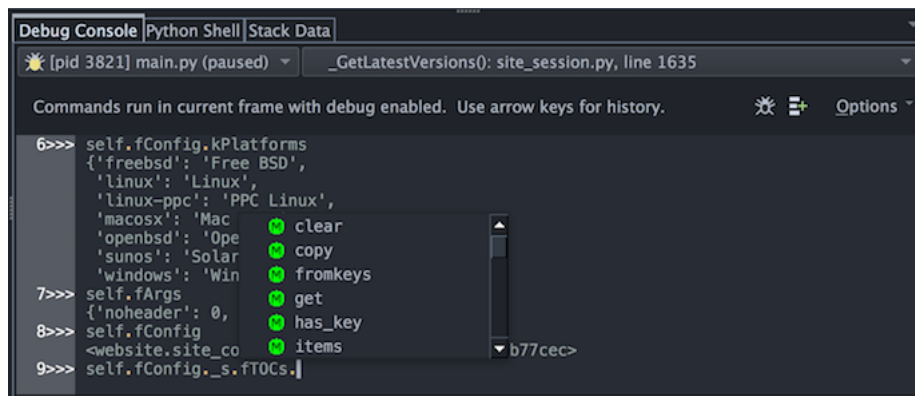 Debug Console Python Shell Stack Data
[pid 3821] main.py (paused) _GetLatestVersions(): site_session.py, line 1635
Commands run in current frame with debug enabled. Use arrow keys for history. Options
6>>> self.fConfig.kPlatforms
{'freebsd': 'Free BSD',
'linux': 'Linux',
'linux-ppc': 'PPC Linux',
'macosx': 'Mac
'openbsd': 'Ope
'sunos': 'Solar
'windows': 'Win
7>>> self.fArgs
{'noheader': 0,
8>>> self.fConfig
<website.site_co b77cec>
9>>> self.fConfig._s.fTOCs.
M clear
M copy
M fromkeys
M get
M has_key
M items